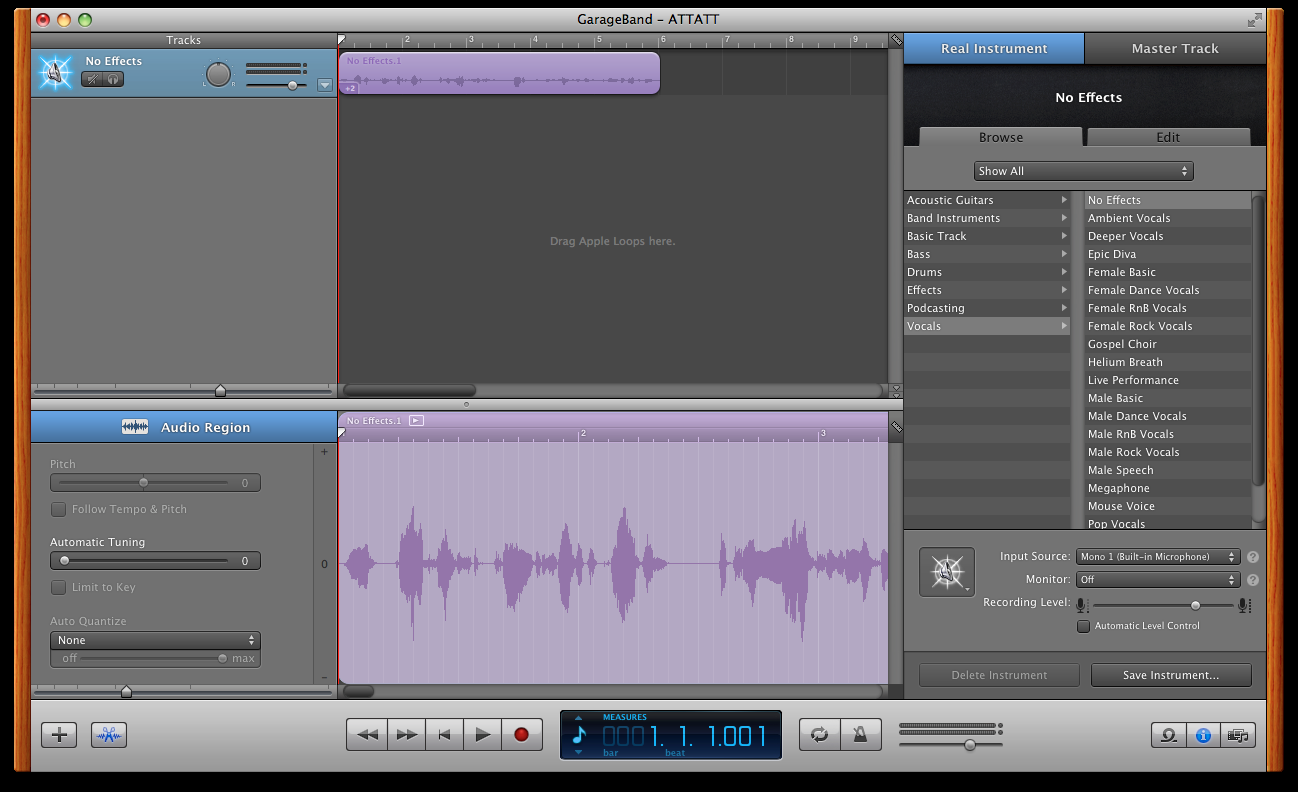 GarageBand – ATTATT
Tracks
2 3 4 5 6 7 8 9
Real Instrument Master Track
No Effects
L R
No Effects.1
+2
No Effects
Browse Edit
Show All
Acoustic Guitars
Band Instruments
Basic Track
Bass
Drums
Effects
Podcasting
Vocals
No Effects
Ambient Vocals
Deeper Vocals
Epic Diva
Female Basic
Female Dance Vocals
Female RnB Vocals
Female Rock Vocals
Gospel Choir
Helium Breath
Live Performance
Male Basic
Male Dance Vocals
Male RnB Vocals
Male Rock Vocals
Male Speech
Megaphone
Mouse Voice
Pop Vocals
Drag Apple Loops here.
Audio Region
No Effects.1
2 3
Pitch
0
Follow Tempo & Pitch
Automatic Tuning
0
Limit to Key
Auto Quantize
None
off max
+
0
-
Input Source: Mono 1 (Built-in Microphone) ?
Monitor: Off ?
Recording Level:
Automatic Level Control
Delete Instrument Save Instrument...
MEASURES
0001. 1. 1.001
bar beat